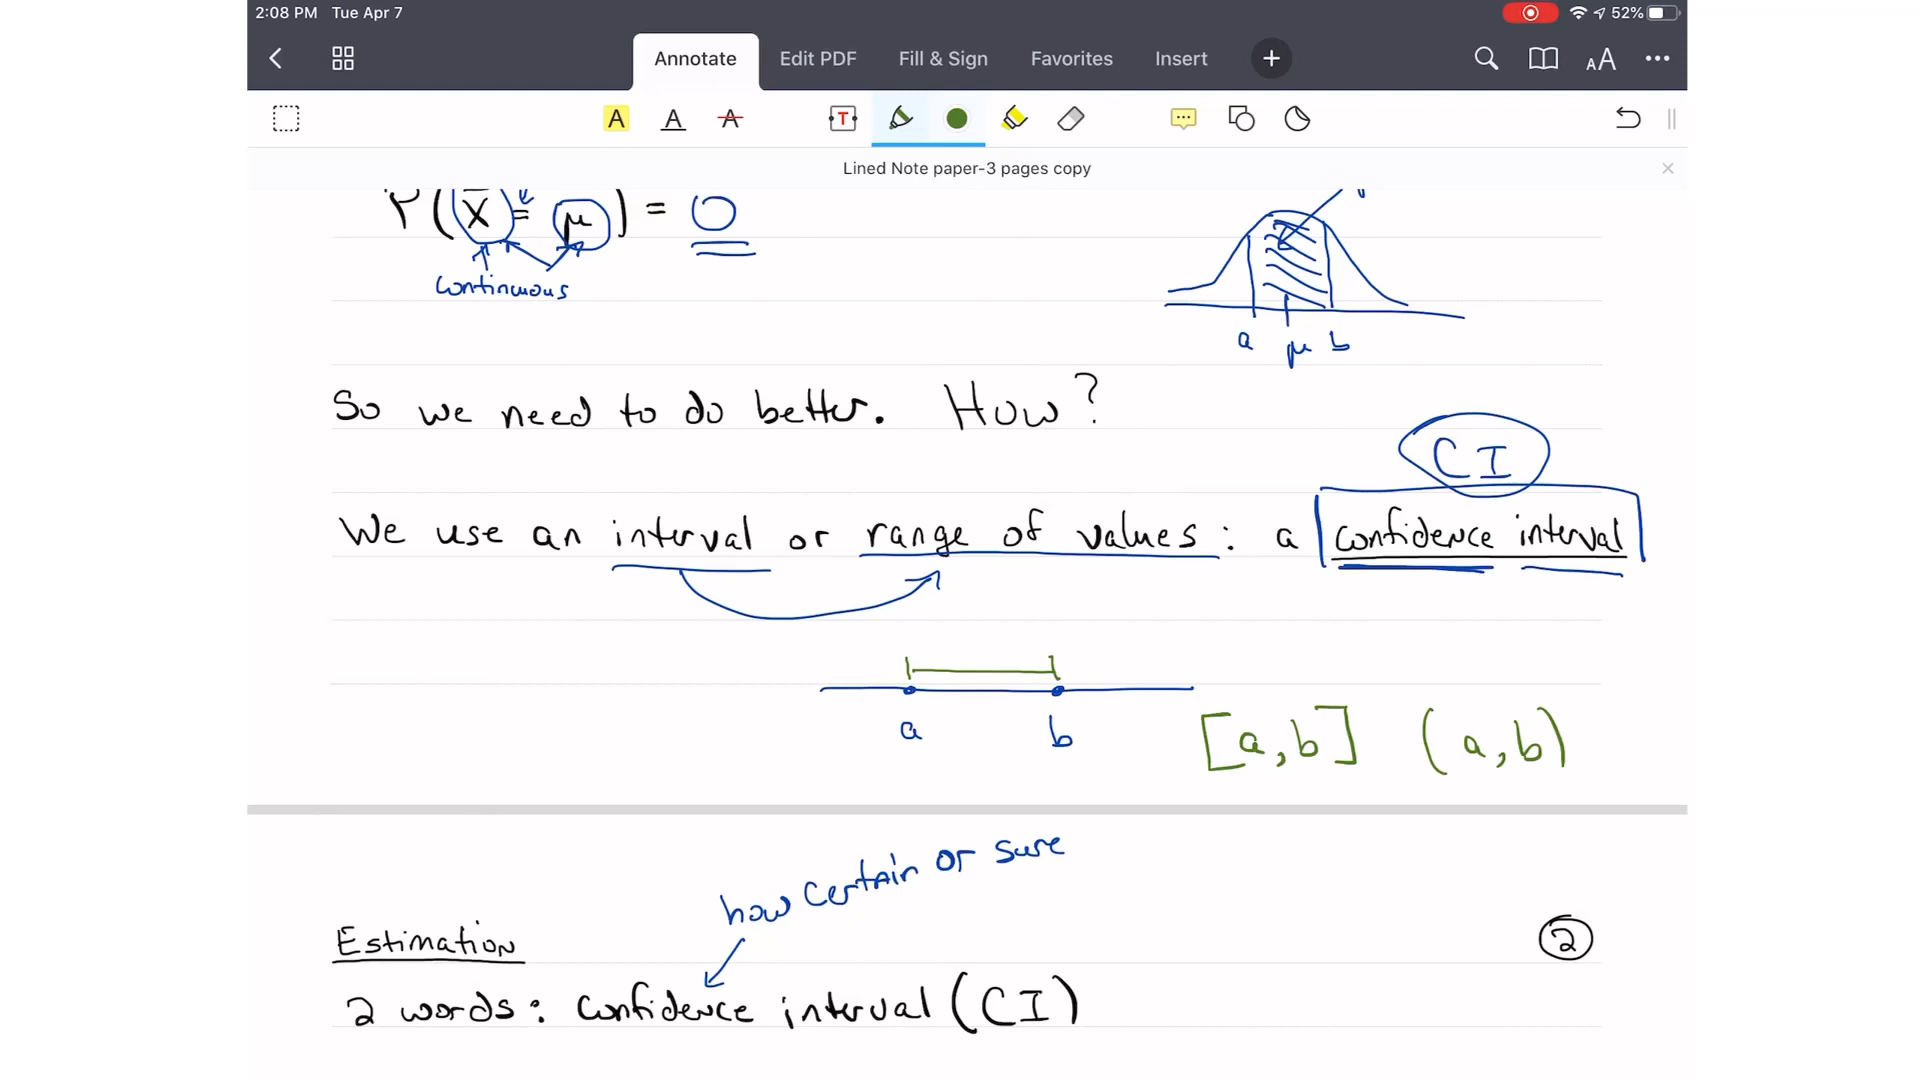 2:08 PM Tue Apr 7 52%
Annotate Edit PDF Fill & Sign Favorites Insert +
Lined Note paper-3 pages copy
P(X̄ = μ) = 0
continuous
a μ b
So we need to do better. How?
CI
We use an interval or range of values: a confidence interval
a b
[a,b] (a,b)
how certain or sure
Estimation
2
2 words: confidence interval (CI)